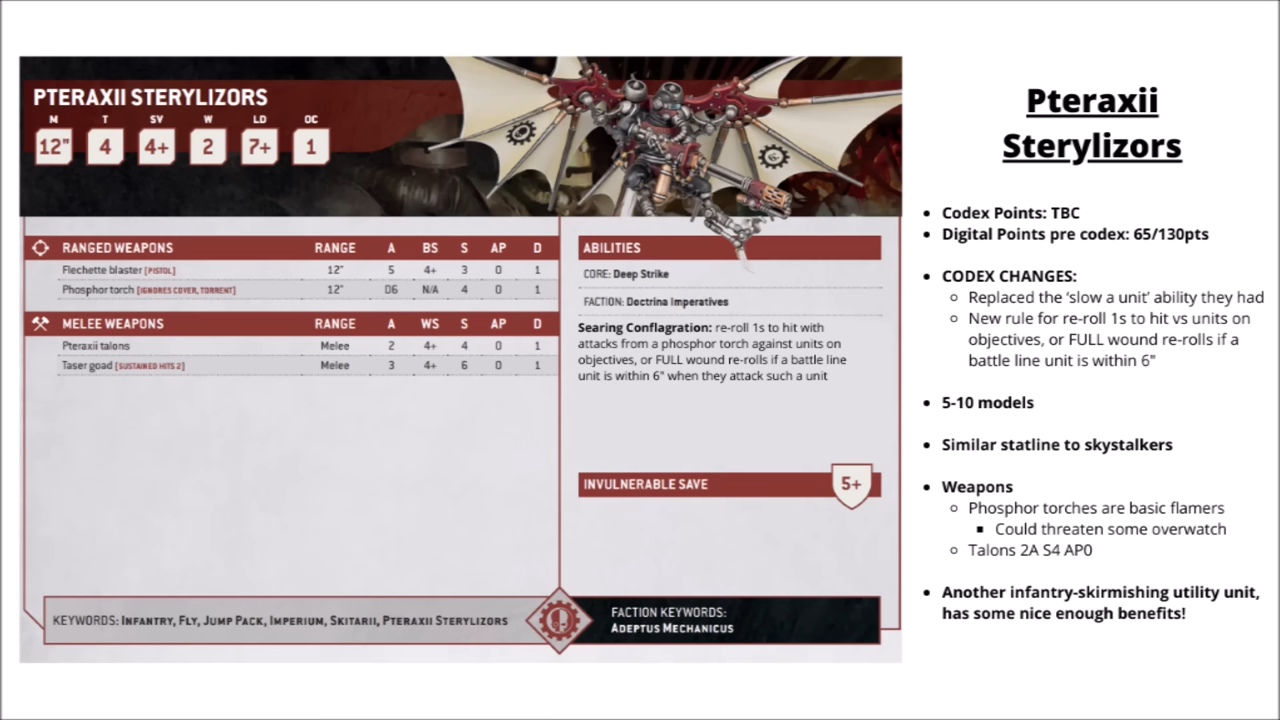 PTERAXII STERYLIZORS
M T SV W LD OC
12" 4 4+ 2 7+ 1
RANGED WEAPONS RANGE A BS S AP D
Flechette blaster [PISTOL] 12" 5 4+ 3 0 1
Phosphor torch [IGNORES COVER, TORRENT] 12" D6 N/A 4 0 1
MELEE WEAPONS RANGE A WS S AP D
Pteraxii talons Melee 2 4+ 4 0 1
Taser goad [SUSTAINED HITS 2] Melee 3 4+ 6 0 1
ABILITIES
CORE: Deep Strike
FACTION: Doctrina Imperatives
Searing Conflagration: re-roll 1s to hit with
attacks from a phosphor torch against units on
objectives, or FULL wound re-rolls if a battle line
unit is within 6" when they attack such a unit
INVULNERABLE SAVE 5+
KEYWORDS: INFANTRY, FLY, JUMP PACK, IMPERIUM, SKITARII, PTERAXII STERYLIZORS
FACTION KEYWORDS:
ADEPTUS MECHANICUS
Pteraxii
Sterylizors
• Codex Points: TBC
• Digital Points pre codex: 65/130pts
• CODEX CHANGES:
○ Replaced the 'slow a unit' ability they had
○ New rule for re-roll 1s to hit vs units on
objectives, or FULL wound re-rolls if a
battle line unit is within 6"
• 5-10 models
• Similar statline to skystalkers
• Weapons
○ Phosphor torches are basic flamers
▪ Could threaten some overwatch
○ Talons 2A S4 AP0
• Another infantry-skirmishing utility unit,
has some nice enough benefits!